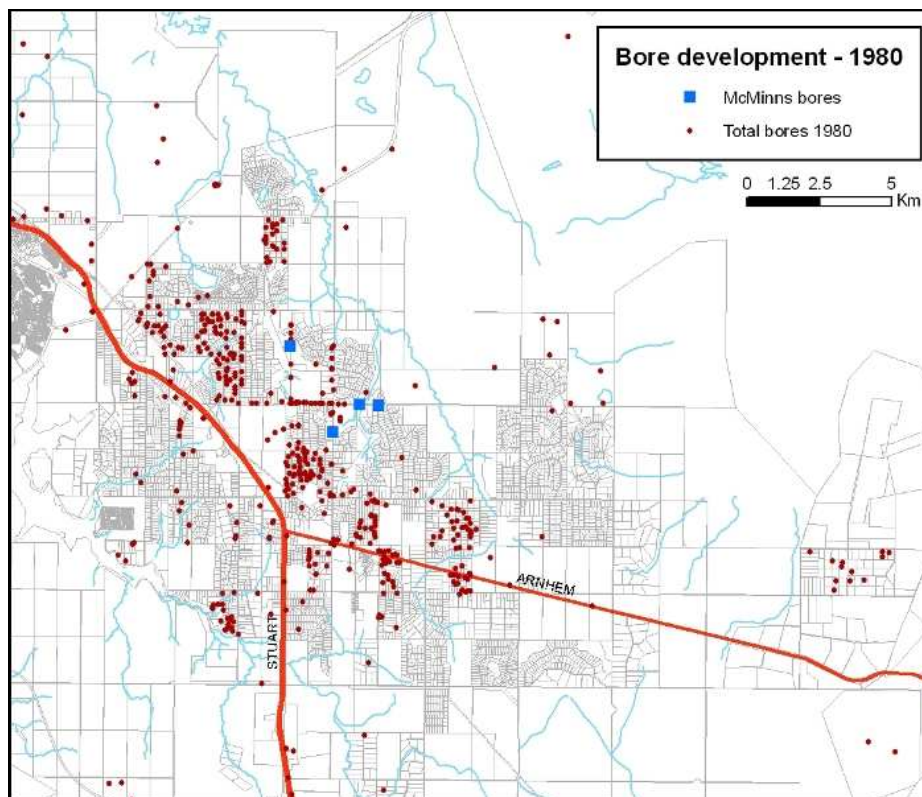 Bore development - 1980
McMinns bores
Total bores 1980
0 1.25 2.5 5
Km
ARNHEM
STUART